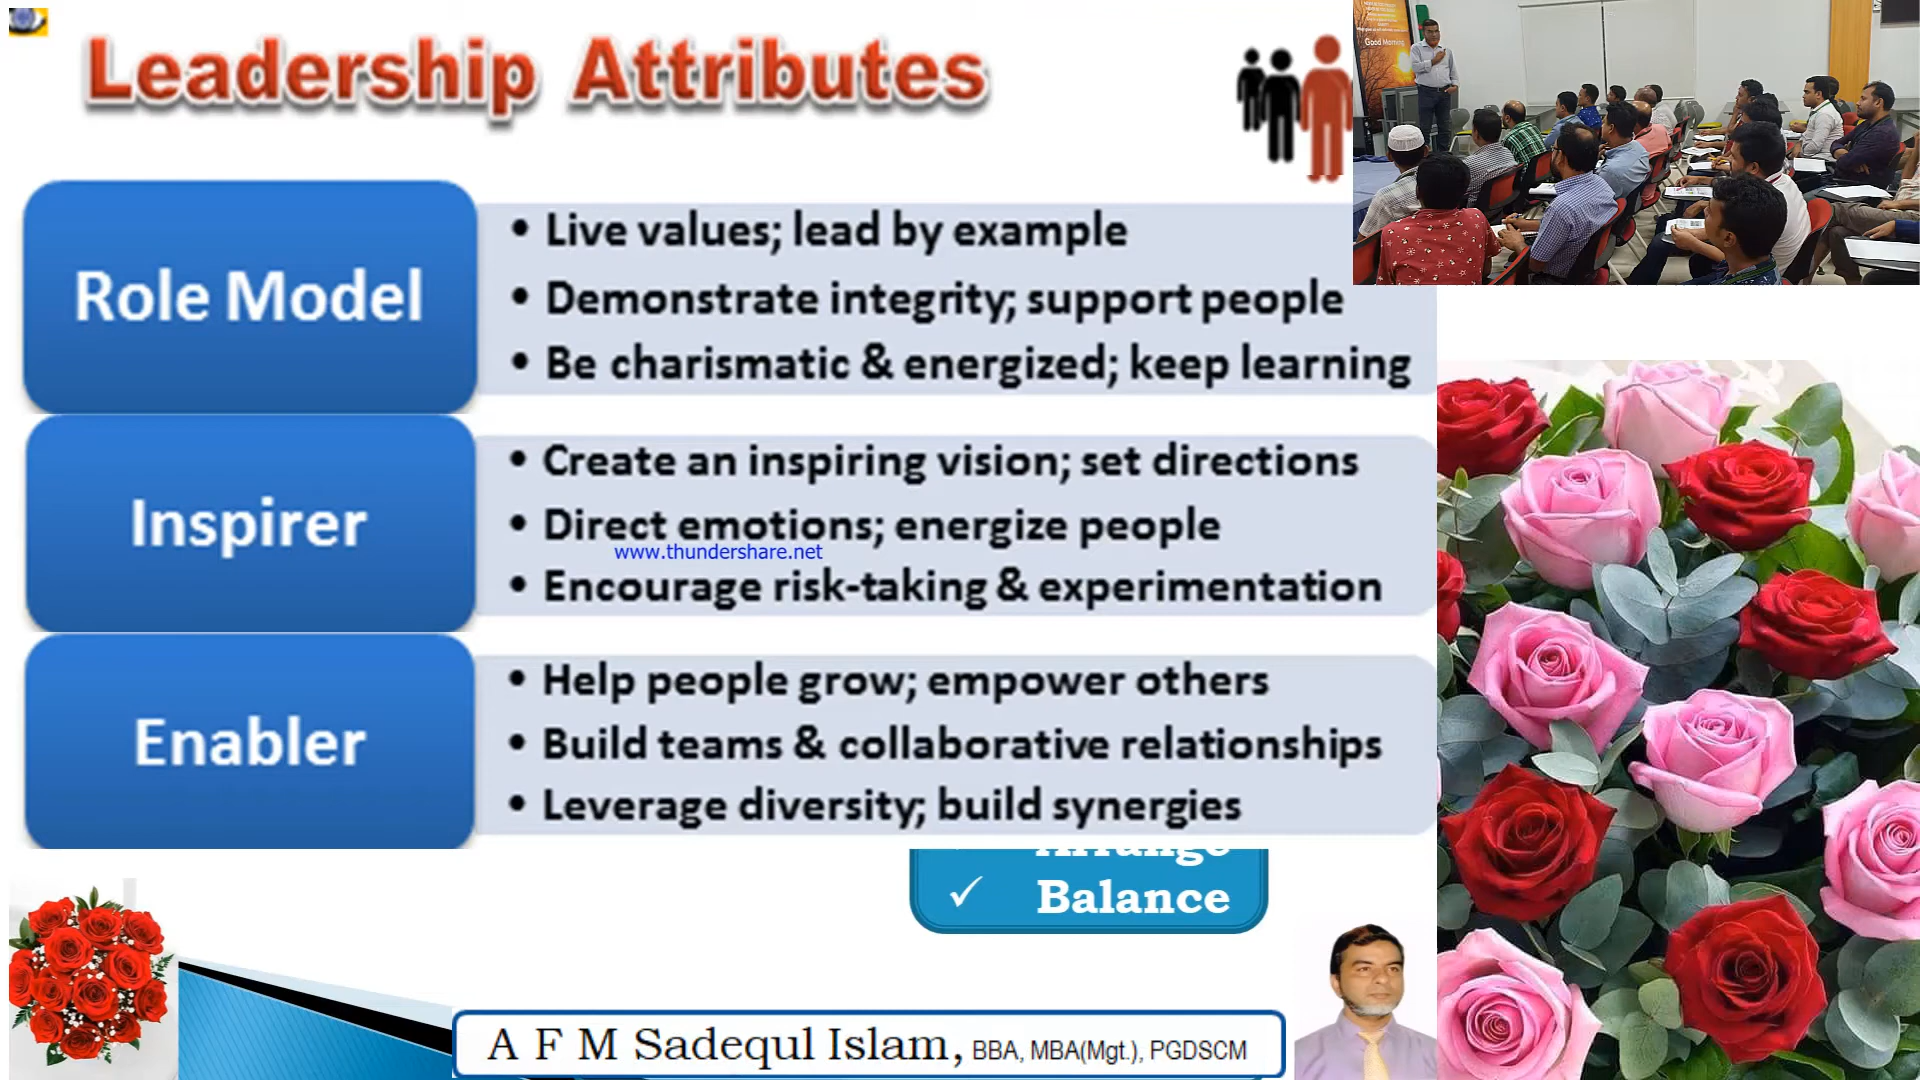 Leadership Attributes
Good Morning
Role Model
• Live values; lead by example
• Demonstrate integrity; support people
• Be charismatic & energized; keep learning
Inspirer
• Create an inspiring vision; set directions
• Direct emotions; energize people
www.thundershare.net
• Encourage risk-taking & experimentation
Enabler
• Help people grow; empower others
• Build teams & collaborative relationships
• Leverage diversity; build synergies
Arrange
✓ Balance
A F M Sadequl Islam, BBA, MBA(Mgt.), PGDSCM